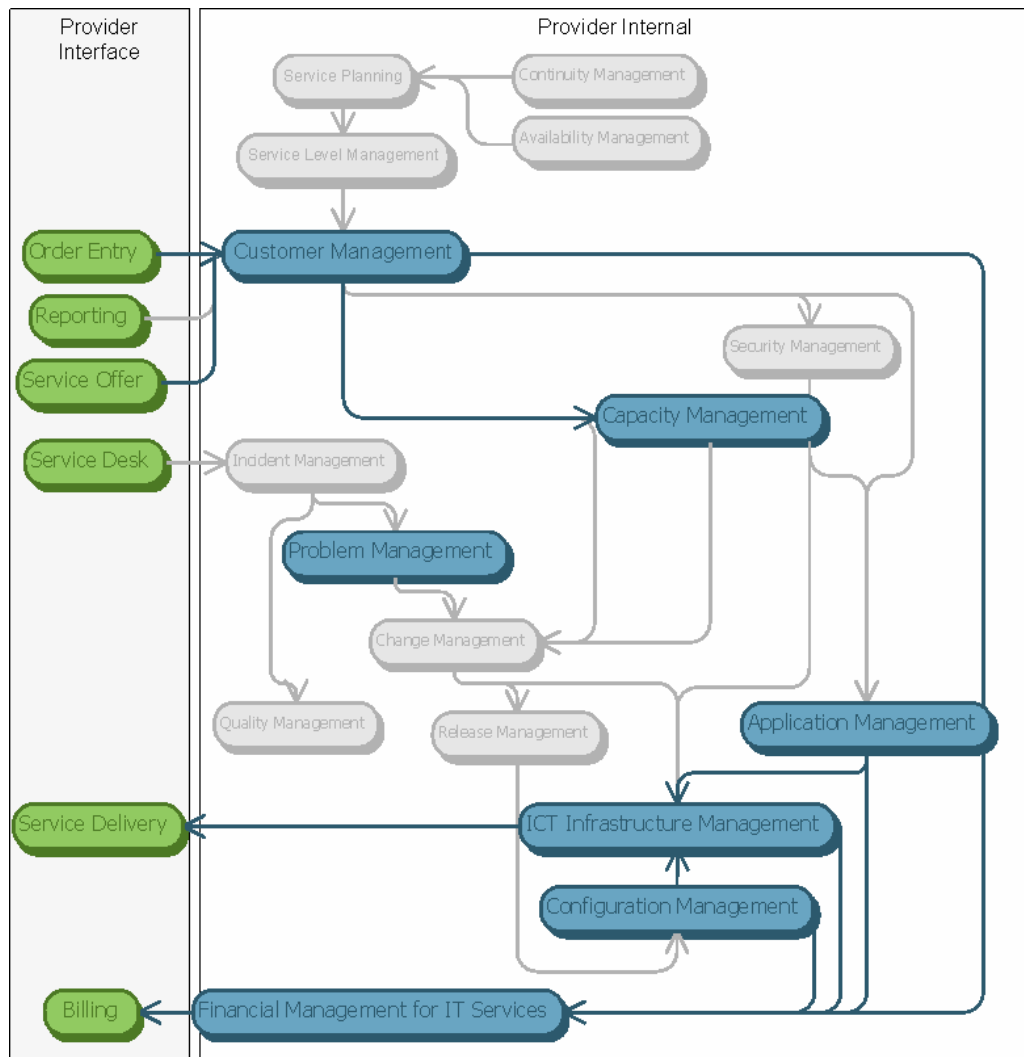 Provider
Interface
Provider Internal
Service Planning
Continuity Management
Availability Management
Service Level Management
Order Entry
Customer Management
Reporting
Security Management
Service Offer
Capacity Management
Service Desk
Incident Management
Problem Management
Change Management
Quality Management
Release Management
Application Management
Service Delivery
ICT Infrastructure Management
Configuration Management
Billing
Financial Management for IT Services